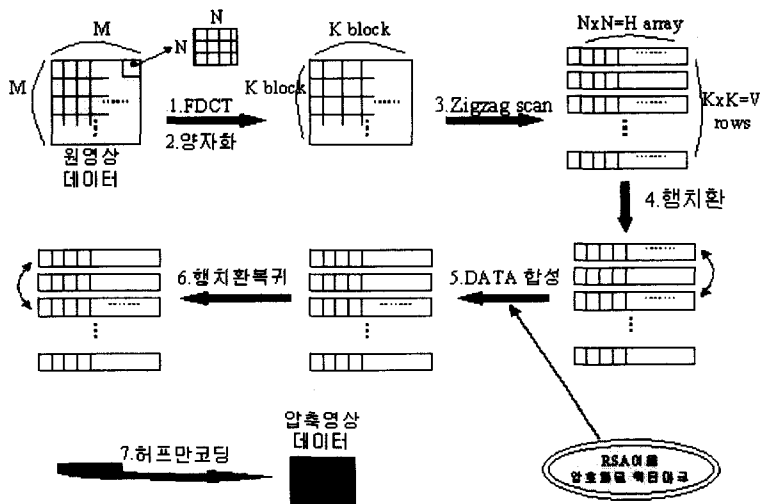 M
N
N
M
원영상
데이터
1.FDCT
2.양자화
K block
K block
3.Zigzag scan
NxN=H array
KxK=V
rows
4.행치환
5.DATA 합성
6.행치환복귀
7.허프만코딩
압축영상
데이터
RSA이용